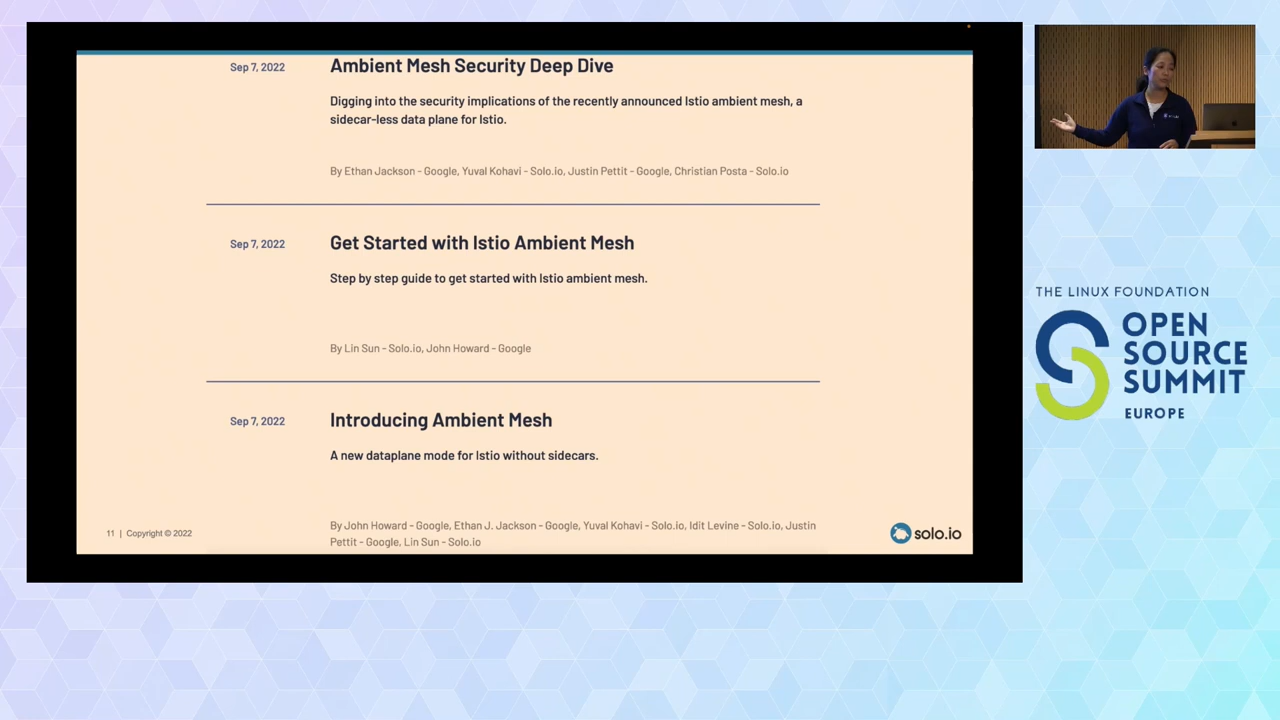 Sep 7, 2022
Ambient Mesh Security Deep Dive
Digging into the security implications of the recently announced Istio ambient mesh, a
sidecar-less data plane for Istio.
By Ethan Jackson - Google, Yuval Kohavi - Solo.io, Justin Pettit - Google, Christian Posta - Solo.io
Sep 7, 2022
Get Started with Istio Ambient Mesh
Step by step guide to get started with Istio ambient mesh.
By Lin Sun - Solo.io, John Howard - Google
Sep 7, 2022
Introducing Ambient Mesh
A new dataplane mode for Istio without sidecars.
By John Howard - Google, Ethan J. Jackson - Google, Yuval Kohavi - Solo.io, Idit Levine - Solo.io, Justin
Pettit - Google, Lin Sun - Solo.io
11 | Copyright © 2022
solo.io
THE LINUX FOUNDATION
OPEN
SOURCE
SUMMIT
EUROPE